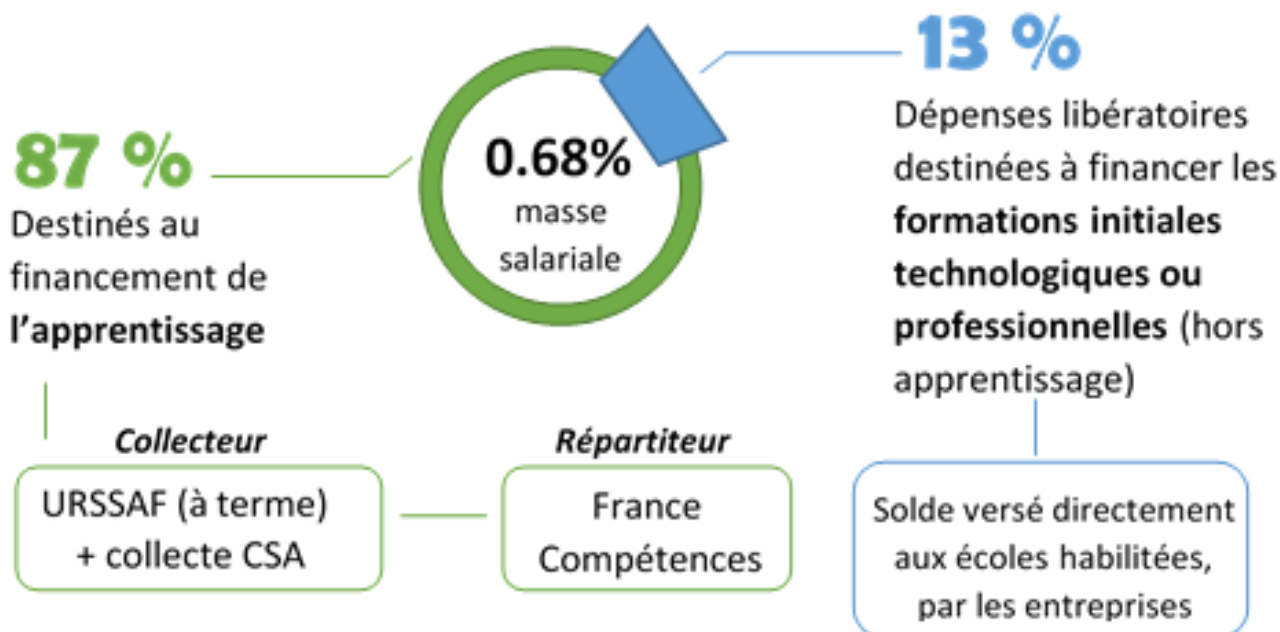 87 %
Destinés au
financement de
l’apprentissage
0.68%
masse
salariale
13 %
Dépenses libératoires
destinées à financer les
formations initiales
technologiques ou
professionnelles (hors
apprentissage)
Collecteur
URSSAF (à terme)
+ collecte CSA
Répartiteur
France
Compétences
Solde versé directement
aux écoles habilitées,
par les entreprises